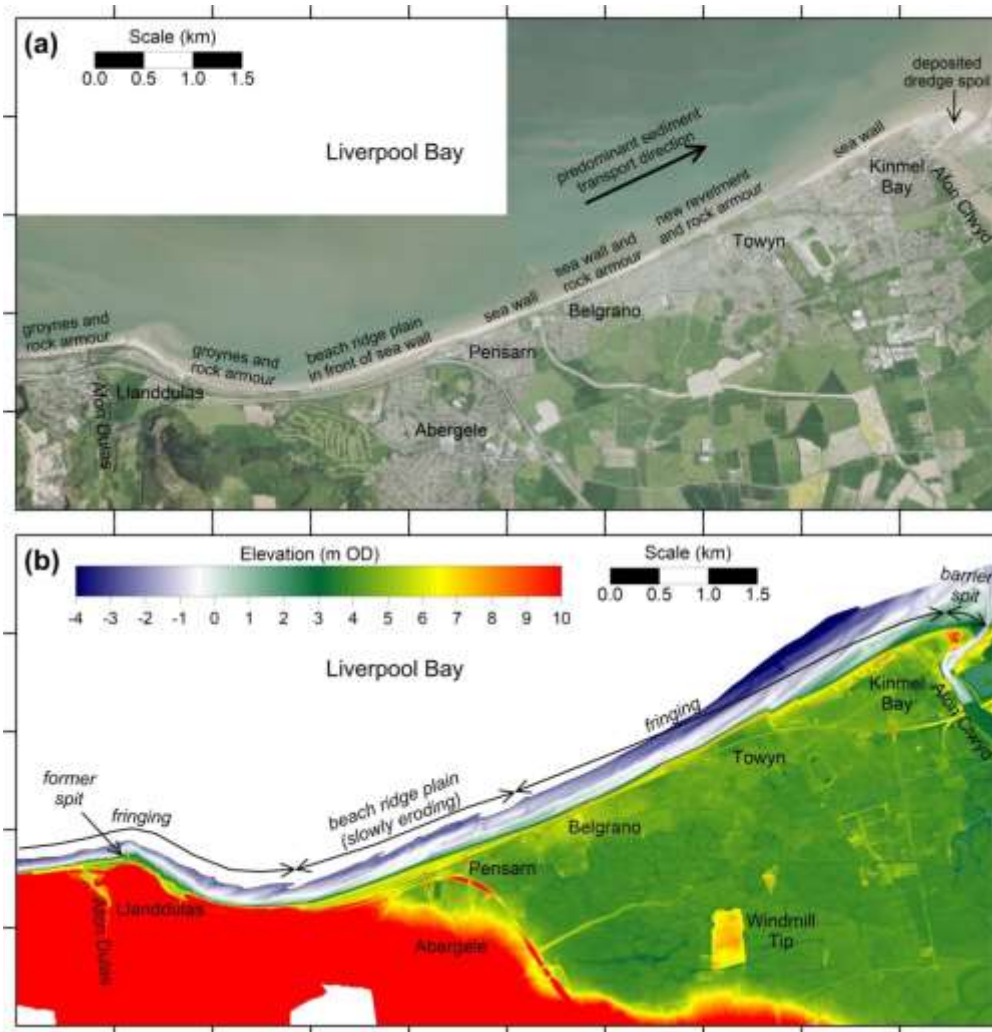 (a)
Scale (km)
0.0 0.5 1.0 1.5
Liverpool Bay
deposited
dredge spoil
predominant sediment
transport direction
sea wall
Kinmel
Bay
Afon Clwyd
new revetment
and rock armour
Towyn
sea wall and
rock armour
Belgrano
sea wall
Pensarn
beach ridge plain
in front of sea wall
groynes and
rock armour
groynes and
rock armour
Llanddulas
Afon Dulas
Abergele
(b)
Elevation (m OD)
-4 -3 -2 -1 0 1 2 3 4 5 6 7 8 9 10
Scale (km)
0.0 0.5 1.0 1.5
barrier
spit
Liverpool Bay
Kinmel
Bay
Afon Clwyd
fringing
Towyn
former
spit
fringing
beach ridge plain
(slowly eroding)
Belgrano
Pensarn
Llanddulas
Afon Dulas
Abergele
Windmill
Tip